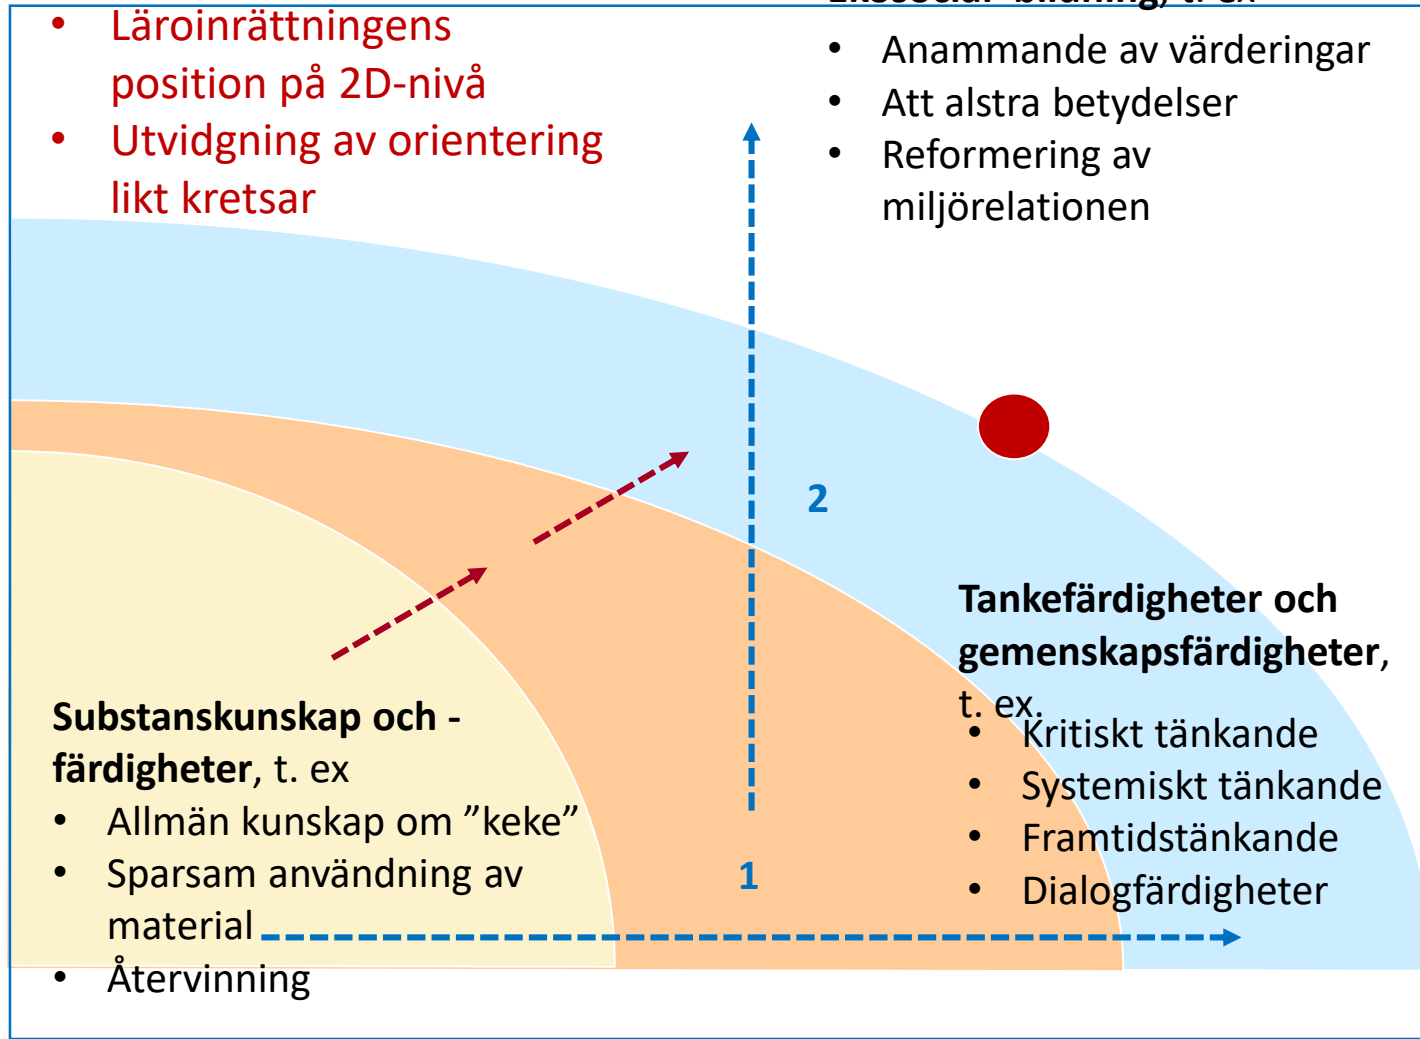 • Läroinrättningens
position på 2D-nivå
• Utvidgning av orientering
likt kretsar
bildning, t. ex
• Anammande av värderingar
• Att alstra betydelser
• Reformering av
miljörelationen
2
Tankefärdigheter och
gemenskapsfärdigheter,
t. ex.
• Kritiskt tänkande
• Systemiskt tänkande
• Framtidstänkande
• Dialogfärdigheter
Substanskunskap och -
färdigheter, t. ex
• Allmän kunskap om ”keke”
• Sparsam användning av
material
• Återvinning
1